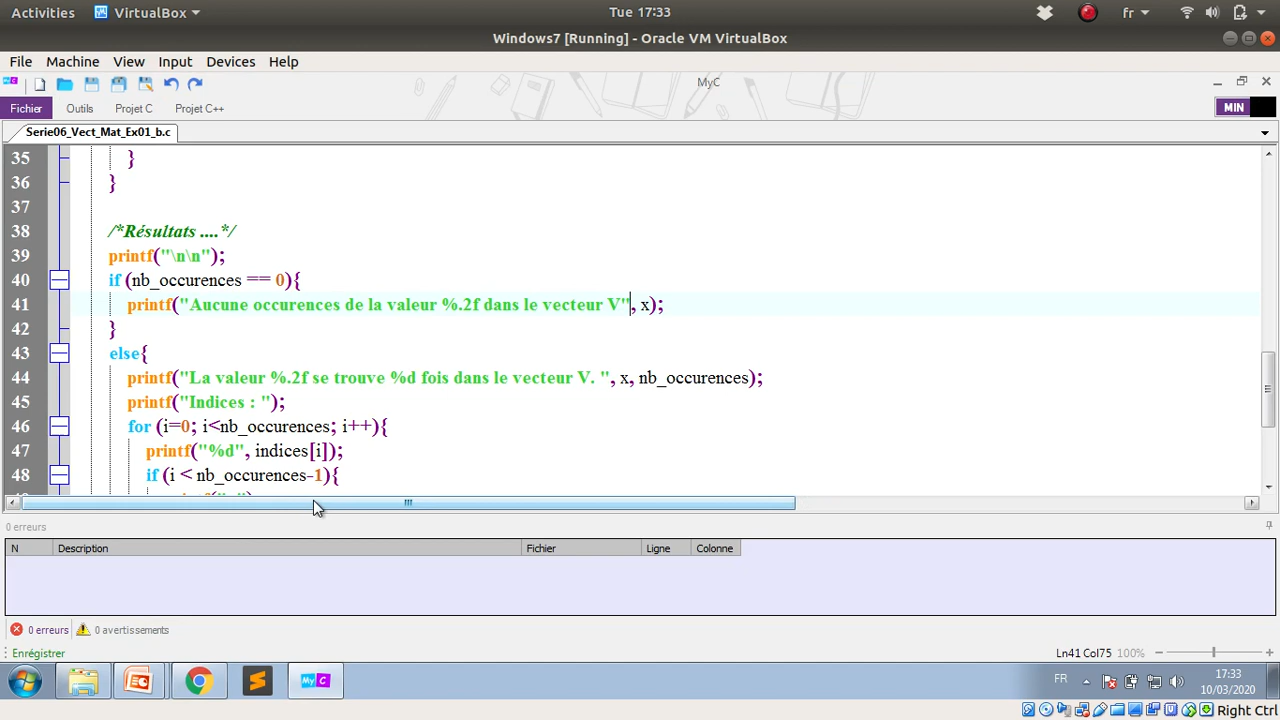 Activities VirtualBox Tue 17:33 fr
Windows7 [Running] - Oracle VM VirtualBox
File Machine View Input Devices Help
MyC
Fichier Outils Projet C Projet C++ MIN
Serie06_Vect_Mat_Ex01_b.c
35 }
36 }
37
38 /*Résultats ....*/
39 printf("\n\n");
40 if (nb_occurences == 0){
41 printf("Aucune occurences de la valeur %.2f dans le vecteur V", x);
42 }
43 else{
44 printf("La valeur %.2f se trouve %d fois dans le vecteur V. ", x, nb_occurences);
45 printf("Indices : ");
46 for (i=0; i<nb_occurences; i++){
47 printf("%d", indices[i]);
48 if (i < nb_occurences-1){
0 erreurs
N Description Fichier Ligne Colonne
0 erreurs 0 avertissements
Enrégistrer Ln41 Col75 100%
MyC FR 17:33
10/03/2020
Right Ctrl